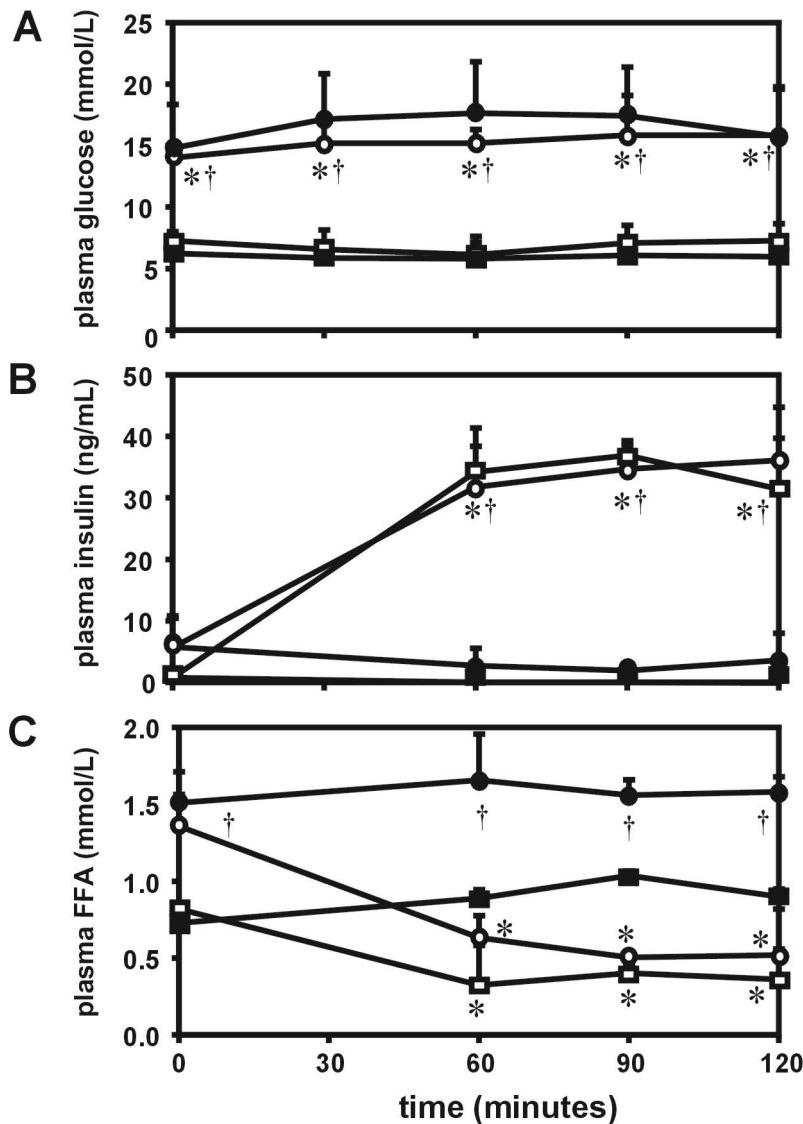 A
plasma glucose (mmol/L)
25
20
15
10
5
0
*† *† *† *† *†
B
plasma insulin (ng/mL)
50
40
30
20
10
0
*† *† *†
C
plasma FFA (mmol/L)
2.0
1.5
1.0
0.5
0.0
† † † †
* * *
* * *
0 30 60 90 120
time (minutes)